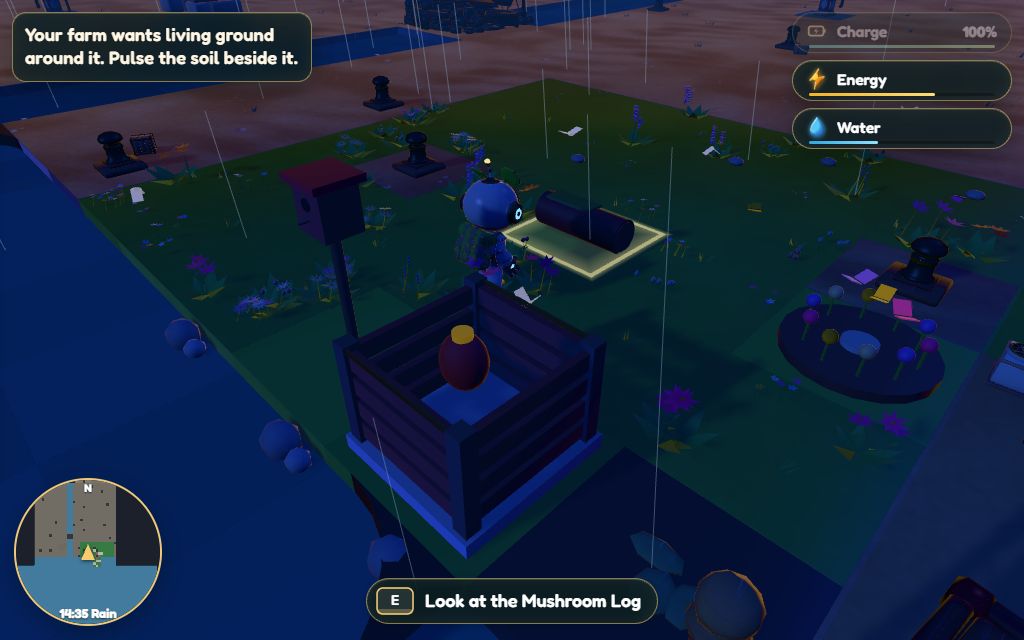 Your farm wants living ground
around it. Pulse the soil beside it.
Charge 100%
Energy
Water
N
14:35 Rain
E Look at the Mushroom Log